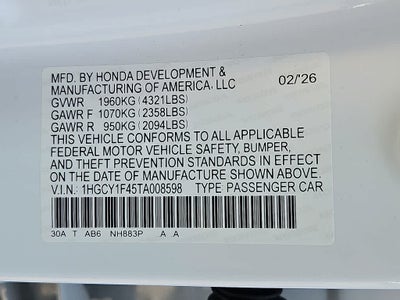 MFD. BY HONDA DEVELOPMENT &
MANUFACTURING OF AMERICA, LLC 02/'26
GVWR 1960KG (4321LBS)
GAWR F 1070KG (2358LBS)
GAWR R 950KG (2094LBS)
THIS VEHICLE CONFORMS TO ALL APPLICABLE
FEDERAL MOTOR VEHICLE SAFETY, BUMPER,
AND THEFT PREVENTION STANDARDS IN EFFECT
ON THE DATE OF MANUFACTURE SHOWN ABOVE.
V.I.N. 1HGCY1F45TA008598 TYPE PASSENGER CAR
30A T AB6 NH883P A A